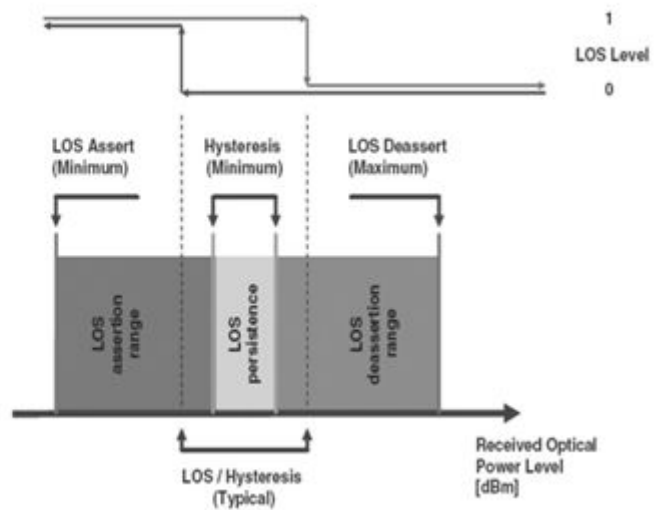 1
LOS Level
0
LOS Assert
(Minimum)
Hysteresis
(Minimum)
LOS Deassert
(Maximum)
LOS
assertion
range
LOS
persistence
LOS
deassertion
range
Received Optical
Power Level
[dBm]
LOS / Hysteresis
(Typical)